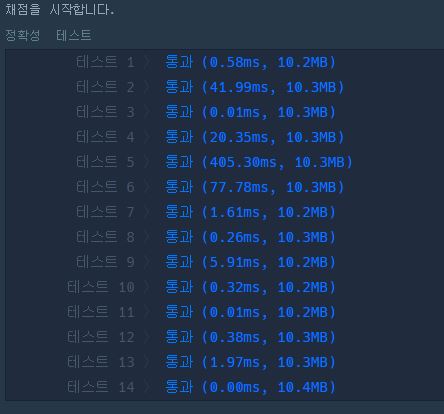 채점을 시작합니다.
정확성 테스트
테스트 1 〉 통과 (0.58ms, 10.2MB)
테스트 2 〉 통과 (41.99ms, 10.3MB)
테스트 3 〉 통과 (0.01ms, 10.3MB)
테스트 4 〉 통과 (20.35ms, 10.3MB)
테스트 5 〉 통과 (405.30ms, 10.3MB)
테스트 6 〉 통과 (77.78ms, 10.3MB)
테스트 7 〉 통과 (1.61ms, 10.2MB)
테스트 8 〉 통과 (0.26ms, 10.3MB)
테스트 9 〉 통과 (5.91ms, 10.2MB)
테스트 10 〉 통과 (0.32ms, 10.2MB)
테스트 11 〉 통과 (0.01ms, 10.2MB)
테스트 12 〉 통과 (0.38ms, 10.3MB)
테스트 13 〉 통과 (1.97ms, 10.3MB)
테스트 14 〉 통과 (0.00ms, 10.4MB)